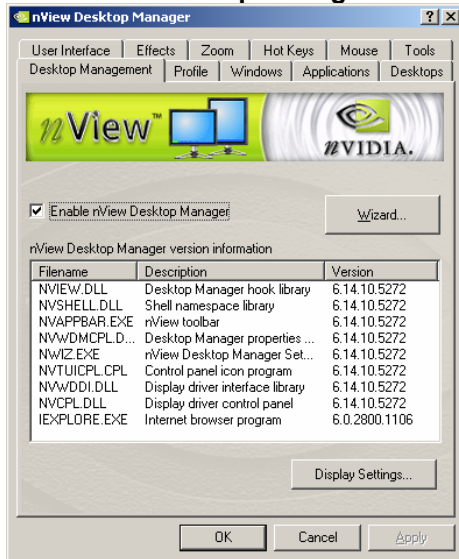 nView Desktop Manager
User Interface Effects Zoom Hot Keys Mouse Tools
Desktop Management Profile Windows Applications Desktops
nView™
NVIDIA.
Enable nView Desktop Manager
Wizard...
nView Desktop Manager version information
Filename Description Version
NVIEW.DLL Desktop Manager hook library 6.14.10.5272
NVSHELL.DLL Shell namespace library 6.14.10.5272
NVAPPBAR.EXE nView toolbar 6.14.10.5272
NVWDMCPL.D... Desktop Manager properties ... 6.14.10.5272
NWIZ.EXE nView Desktop Manager Set... 6.14.10.5272
NVTUICPL.CPL Control panel icon program 6.14.10.5272
NVWDDI.DLL Display driver interface library 6.14.10.5272
NVCPL.DLL Display driver control panel 6.14.10.5272
IEXPLORE.EXE Internet browser program 6.0.2800.1106
Display Settings...
OK Cancel Apply